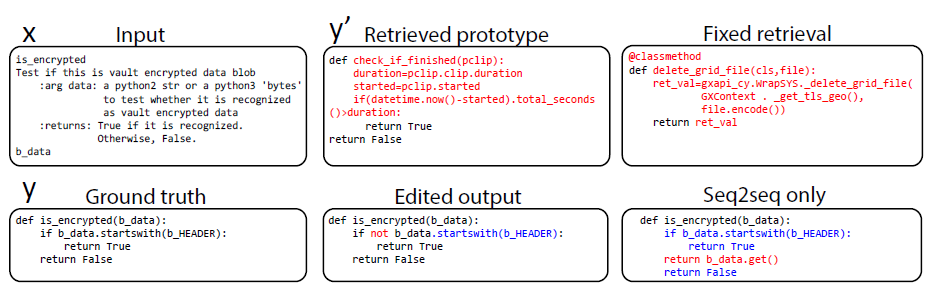 x Input
is_encrypted
Test if this is vault encrypted data blob
:arg data: a python2 str or a python3 'bytes'
to test whether it is recognized
as vault encrypted data
:returns: True if it is recognized.
Otherwise, False.
b_data
y’ Retrieved prototype
def check_if_finished(pclip):
duration=pclip.clip.duration
started=pclip.started
if(datetime.now()-started).total_seconds
()>duration:
return True
return False
Fixed retrieval
@classmethod
def delete_grid_file(cls,file):
ret_val=gxapi_cy.WrapSYS._delete_grid_file(
GXContext . _get_tls_geo(),
file.encode())
return ret_val
y Ground truth
def is_encrypted(b_data):
if b_data.startswith(b_HEADER):
return True
return False
Edited output
def is_encrypted(b_data):
if not b_data.startswith(b_HEADER):
return True
return False
Seq2seq only
def is_encrypted(b_data):
if b_data.startswith(b_HEADER):
return True
return b_data.get()
return False